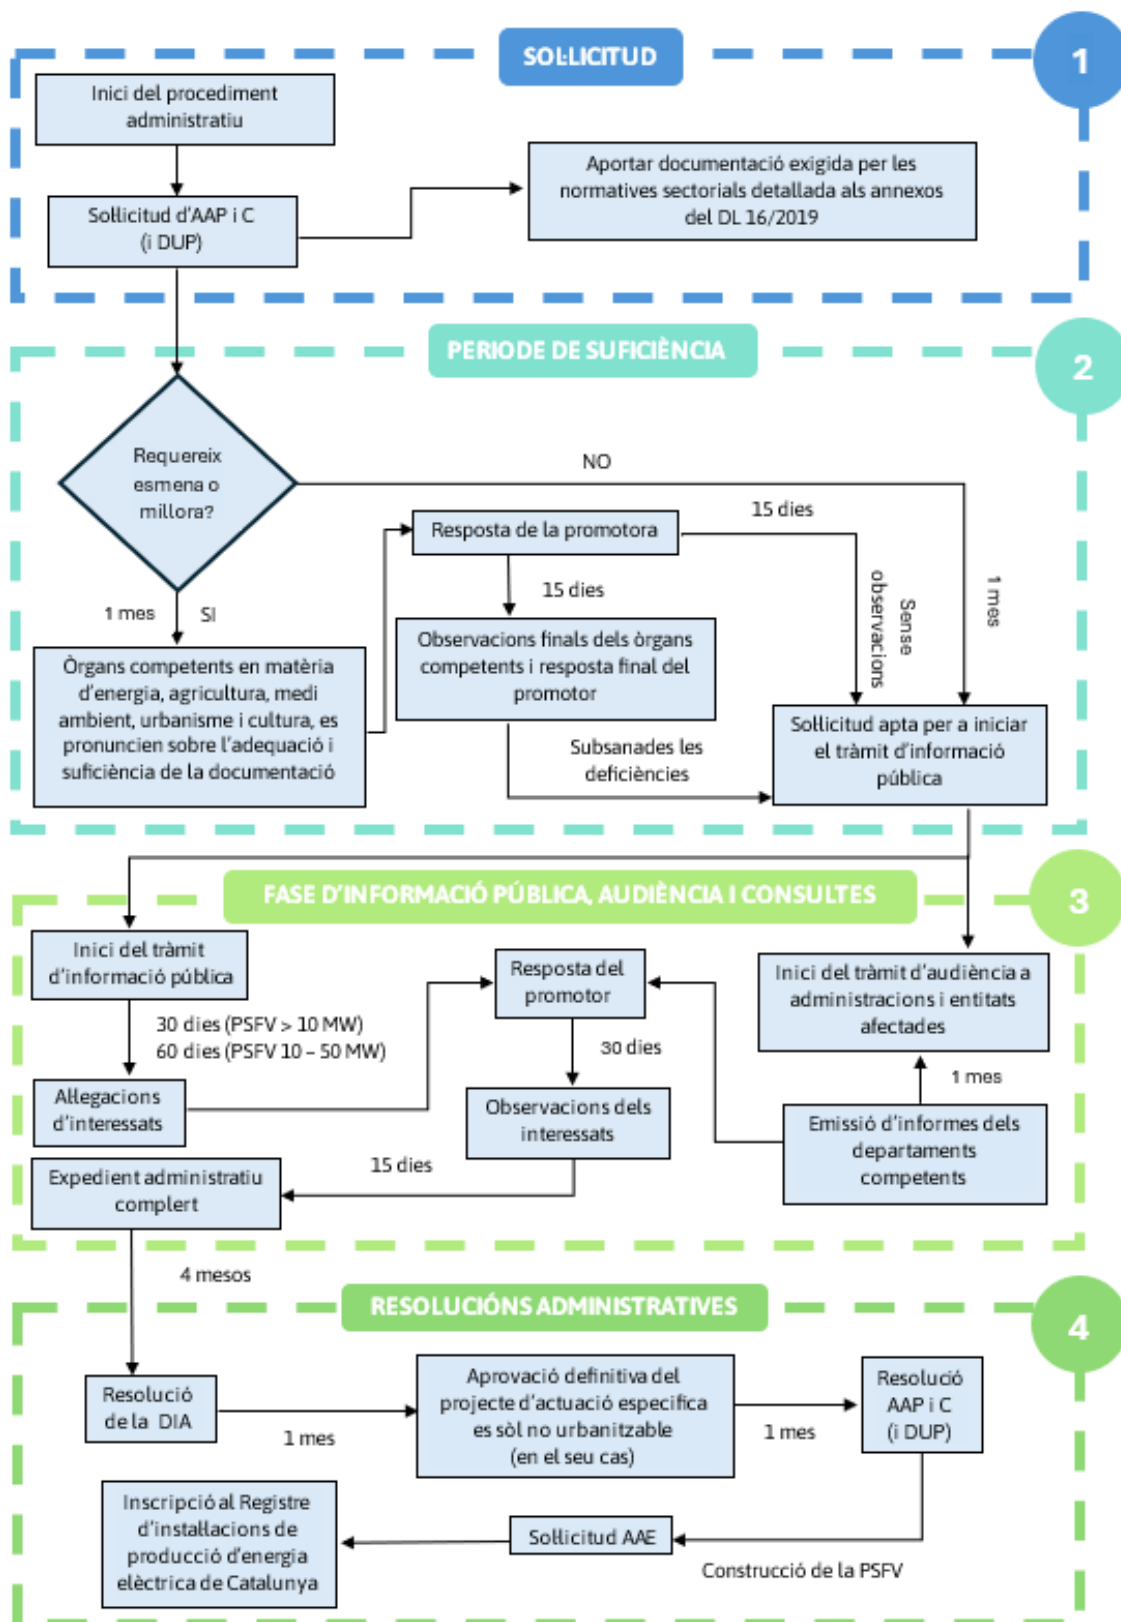 SOL·LICITUD
1
Inici del procediment
administratiu
Sol·licitud d'AAP i C
(i DUP)
Aportar documentació exigida per les
normatives sectorials detallada als annexos
del DL 16/2019
PERIODE DE SUFICIÈNCIA
2
Requereix
esmena o
millora?
NO
1 mes
SI
Òrgans competents en matèria
d'energia, agricultura, medi
ambient, urbanisme i cultura, es
pronuncien sobre l'adequació i
suficiència de la documentació
Resposta de la promotora
15 dies
15 dies
Sense
observacions
1 mes
Observacions finals dels òrgans
competents i resposta final del
promotor
Subsanades les
deficiències
Sol·licitud apta per a iniciar
el tràmit d'informació
pública
FASE D'INFORMACIÓ PÚBLICA, AUDIÈNCIA I CONSULTES
3
Inici del tràmit
d'informació pública
30 dies (PSFV > 10 MW)
60 dies (PSFV 10 – 50 MW)
Al·legacions
d'interessats
Resposta del
promotor
30 dies
Observacions dels
interessats
15 dies
Inici del tràmit d'audiència a
administracions i entitats
afectades
1 mes
Emissió d'informes dels
departaments
competents
Expedient administratiu
complert
4 mesos
RESOLUCIÓNS ADMINISTRATIVES
4
Resolució
de la DIA
1 mes
Aprovació definitiva del
projecte d'actuació especifica
es sòl no urbanitzable
(en el seu cas)
1 mes
Resolució
AAP i C
(i DUP)
Construcció de la PSFV
Sol·licitud AAE
Inscripció al Registre
d'instal·lacions de
producció d'energia
elèctrica de Catalunya